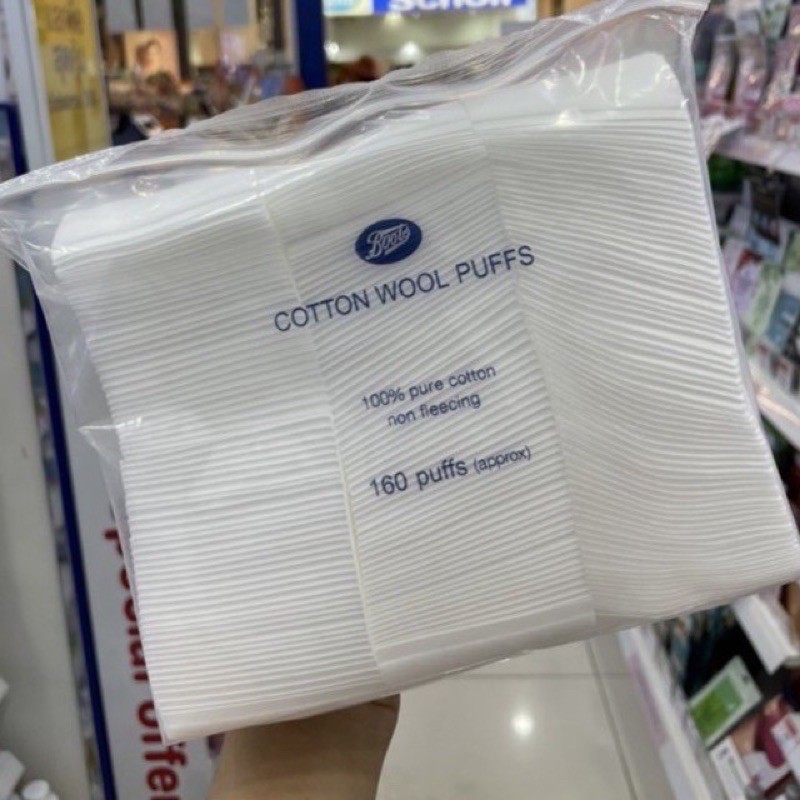 Scholl
Boots
COTTON WOOL PUFFS
100% pure cotton
non fleecing
160 puffs (approx)